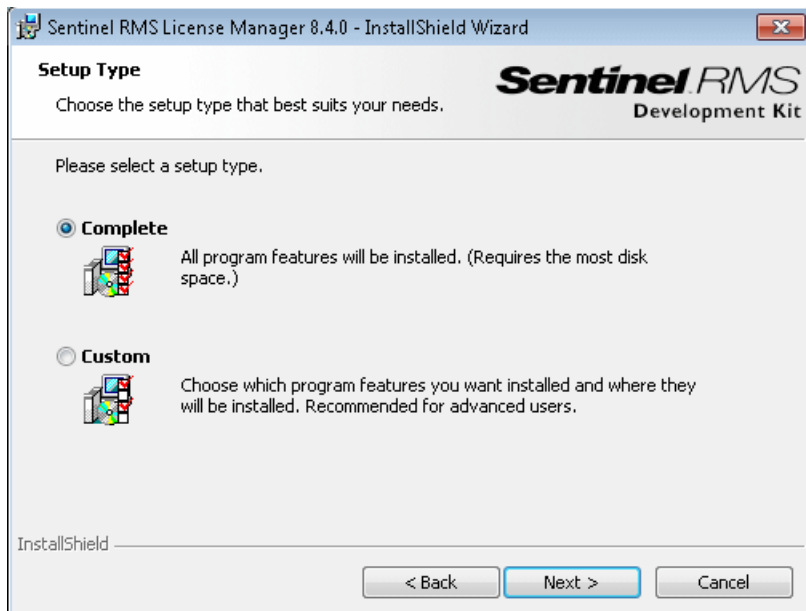 Sentinel RMS License Manager 8.4.0 - InstallShield Wizard
Setup Type
Choose the setup type that best suits your needs.
Sentinel RMS
Development Kit
Please select a setup type.
Complete
All program features will be installed. (Requires the most disk
space.)
Custom
Choose which program features you want installed and where they
will be installed. Recommended for advanced users.
InstallShield
< Back
Next >
Cancel